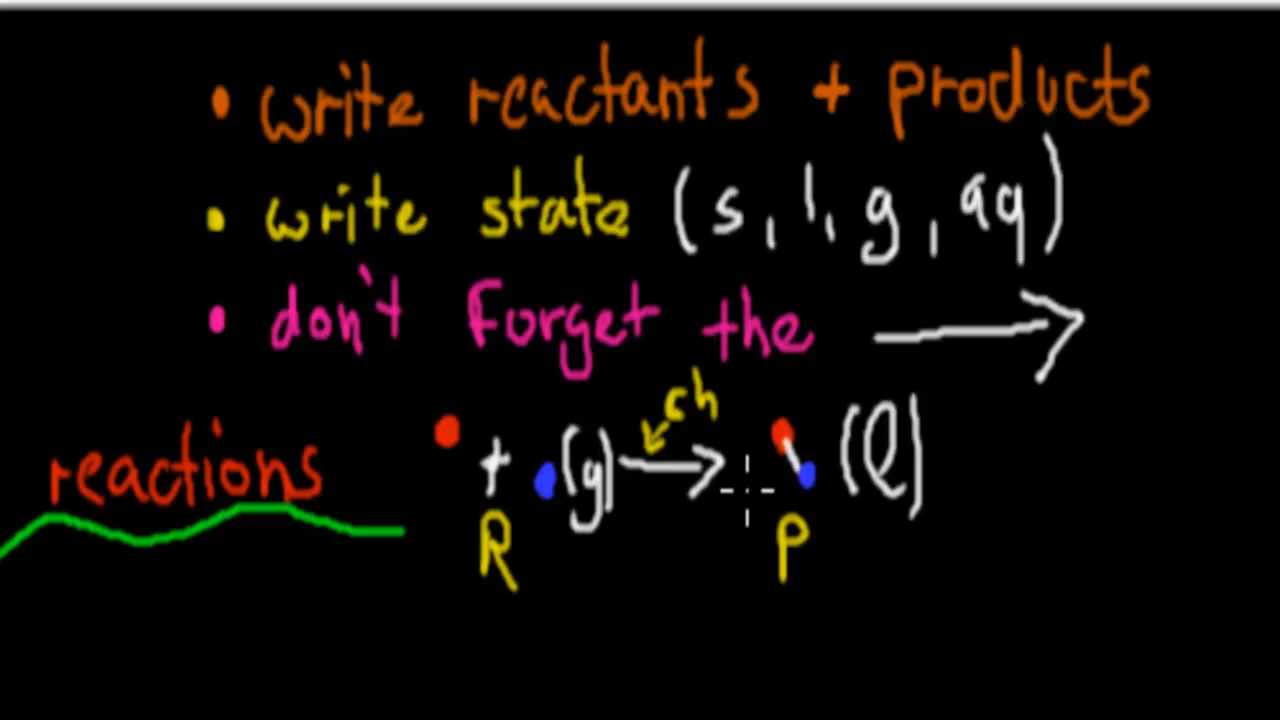 • write reactants + products
• write state (s, l, g, aq)
• don't forget the →
ch
reactions + (g) → (l)
R P